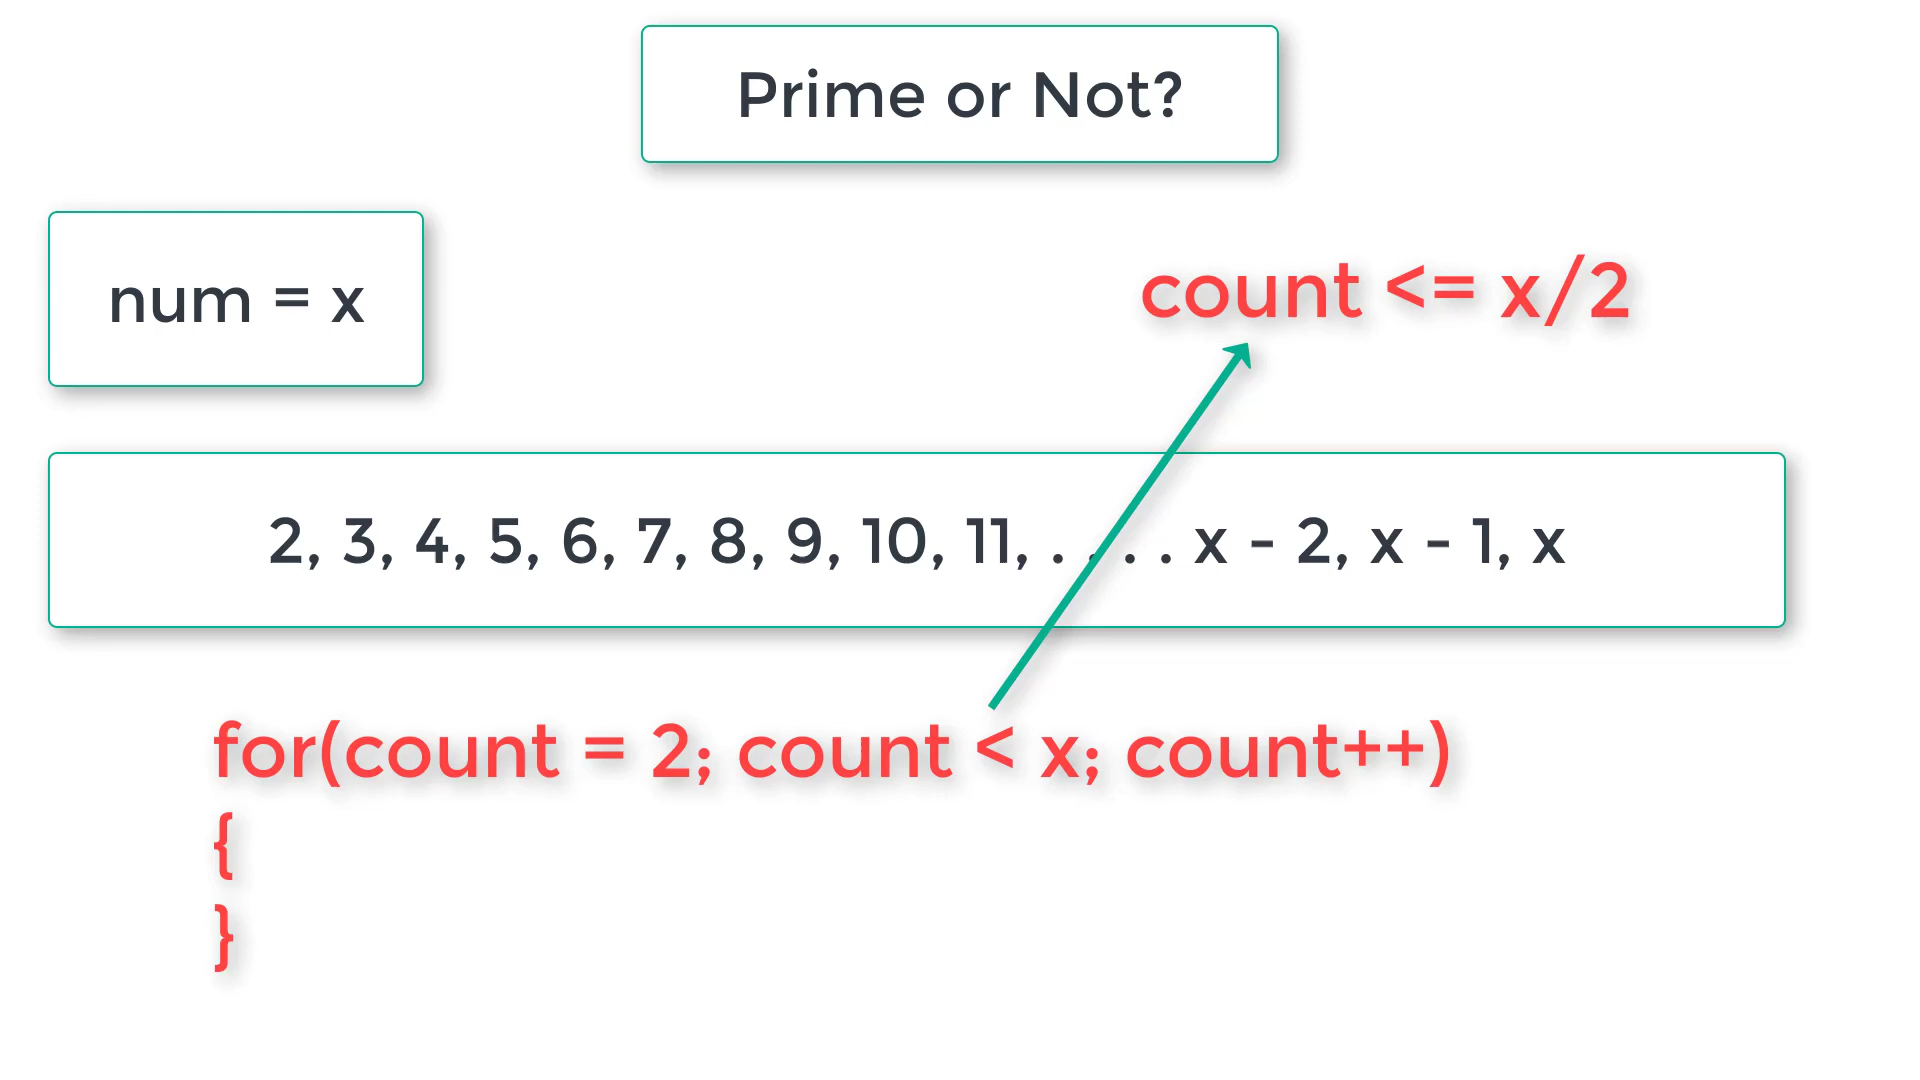 Prime or Not?
num = x
count <= x/2
2, 3, 4, 5, 6, 7, 8, 9, 10, 11, . . . . x - 2, x - 1, x
for(count = 2; count < x; count++)
{
}